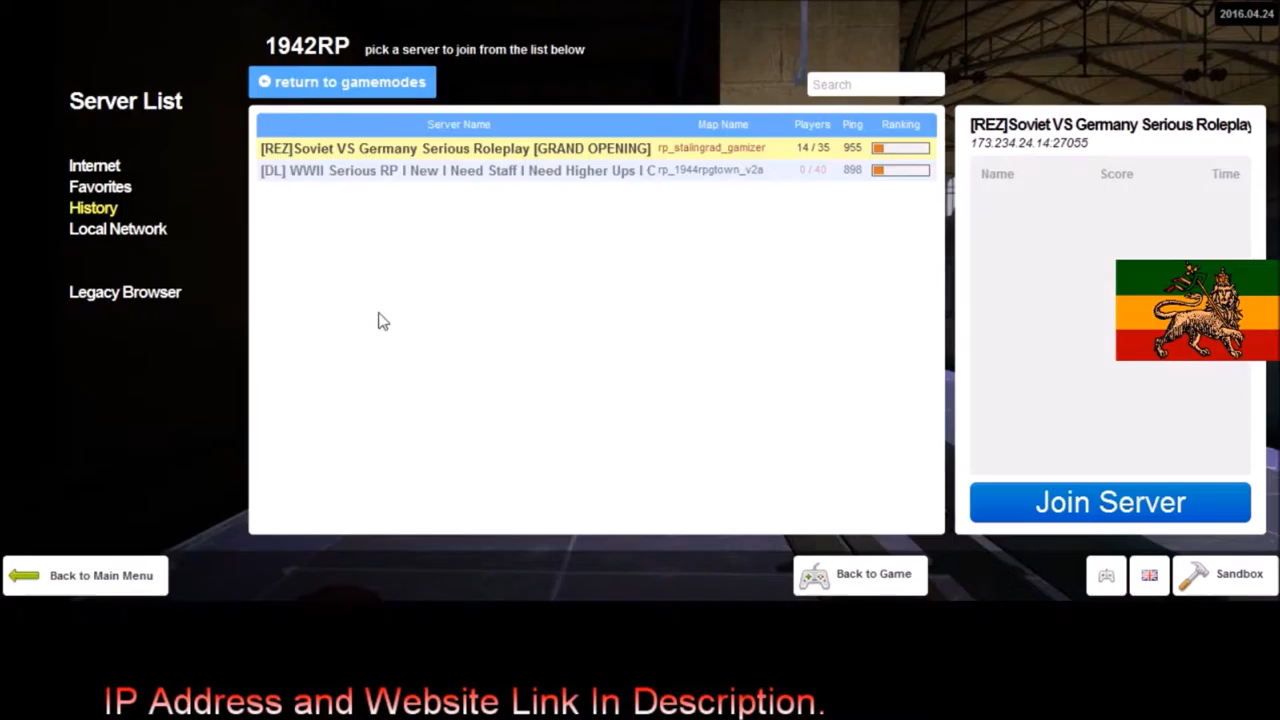 2016.04.24
1942RP pick a server to join from the list below
return to gamemodes
Search
Server List
Internet
Favorites
History
Local Network
Legacy Browser
Server Name Map Name Players Ping Ranking
[REZ]Soviet VS Germany Serious Roleplay [GRAND OPENING] rp_stalingrad_gamizer 14 / 35 955
[DL] WWII Serious RP I New I Need Staff I Need Higher Ups I C rp_1944rpgtown_v2a 0 / 40 898
[REZ]Soviet VS Germany Serious Roleplay
173.234.24.14:27055
Name Score Time
Join Server
Back to Main Menu
Back to Game
Sandbox
IP Address and Website Link In Description.